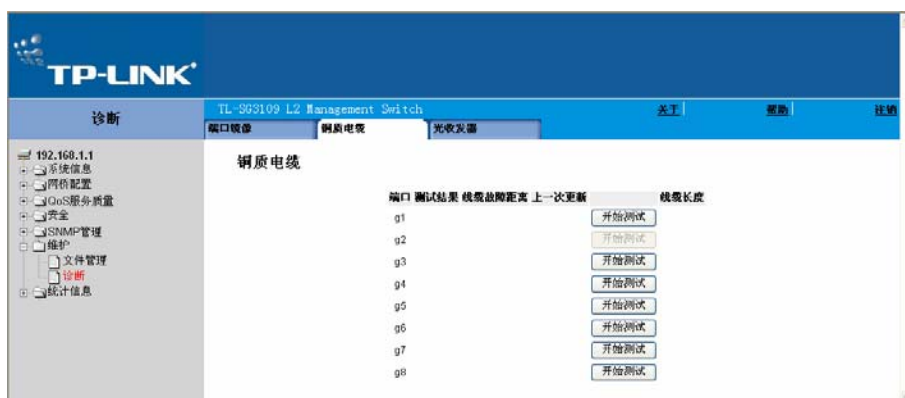 TP-LINK
诊断
TL-SG3109 L2 Management Switch
关于
帮助
注销
端口镜像
铜质电缆
光收发器
192.168.1.1
系统信息
网桥配置
QoS服务质量
安全
SNMP管理
维护
文件管理
诊断
统计信息
铜质电缆
端口 测试结果 线缆故障距离 上一次更新 线缆长度
g1 开始测试
g2 开始测试
g3 开始测试
g4 开始测试
g5 开始测试
g6 开始测试
g7 开始测试
g8 开始测试